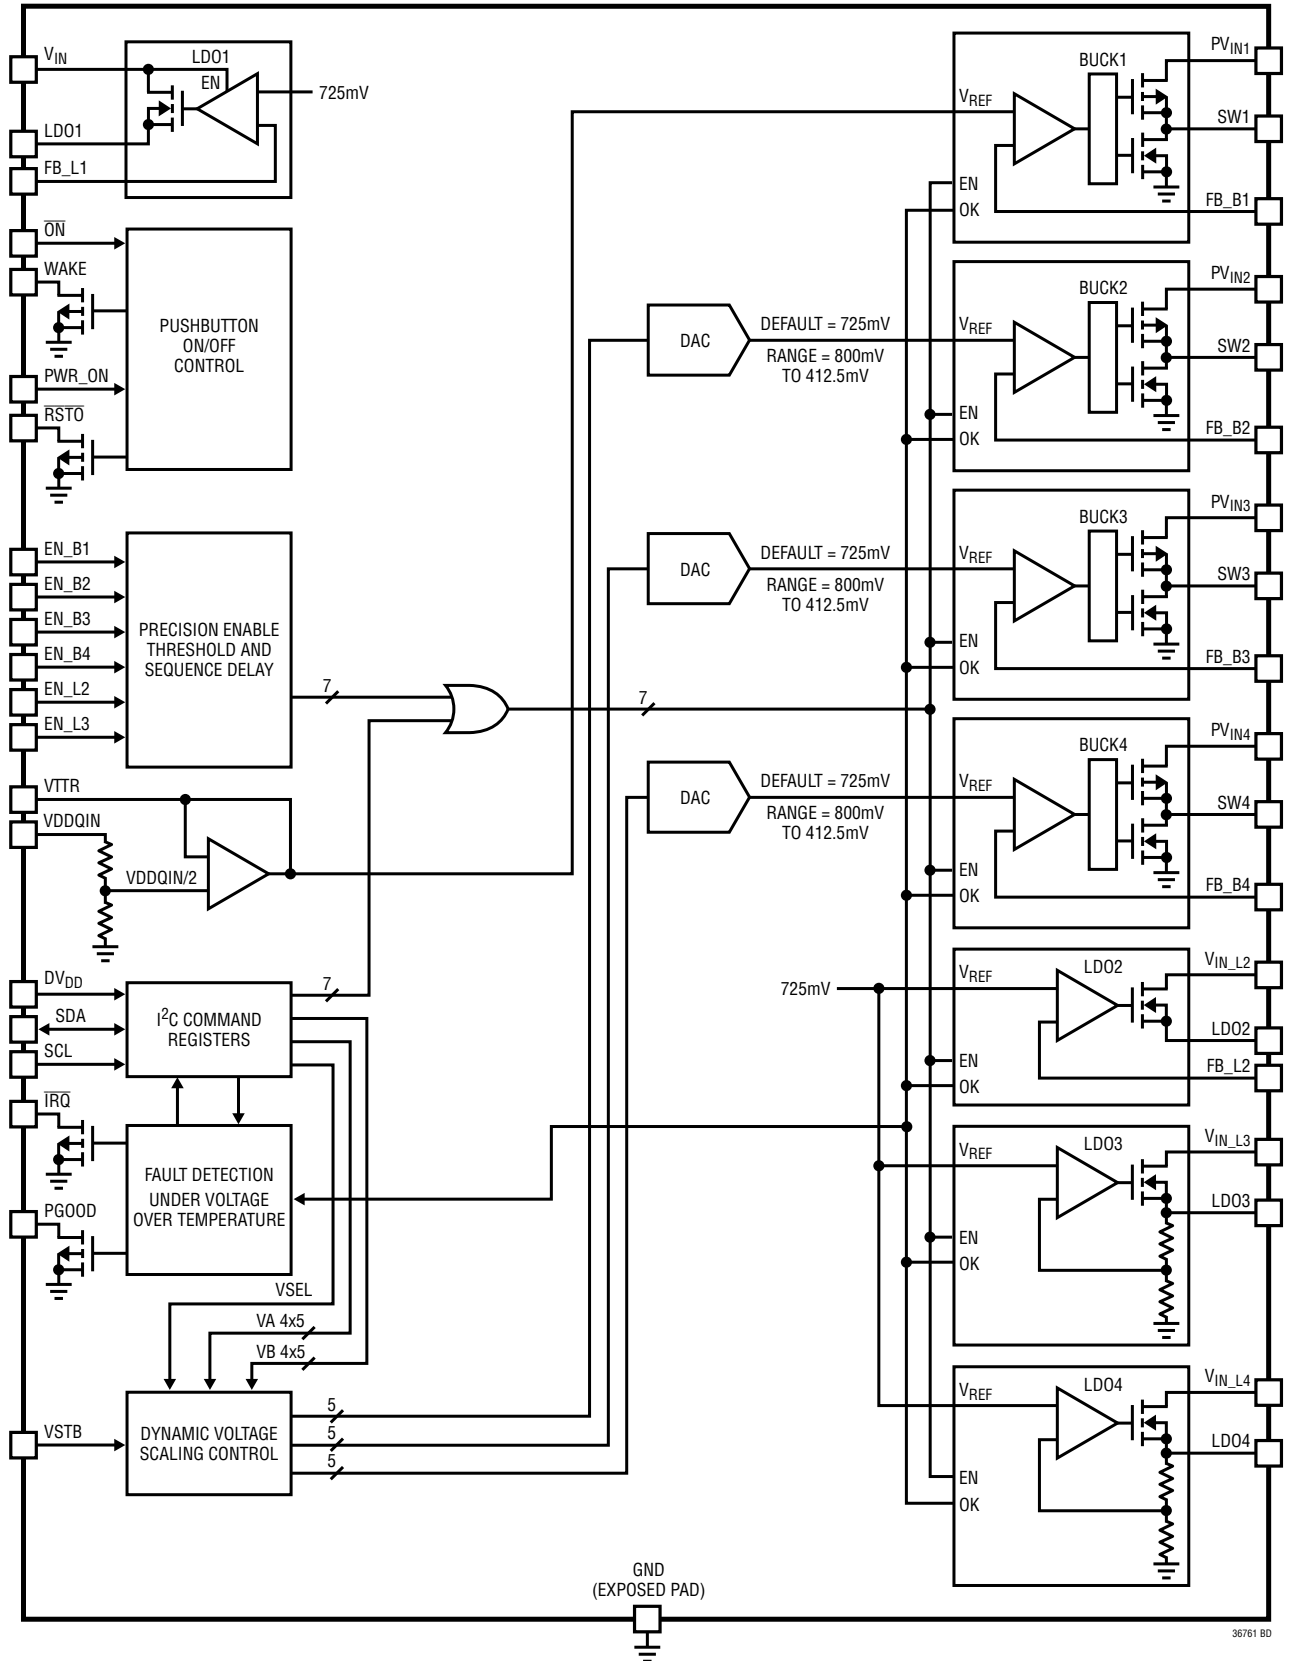 VIN
LDO1
EN
725mV
LDO1
FB_L1
ON
WAKE
PUSHBUTTON
ON/OFF
CONTROL
PWR_ON
RSTO
EN_B1
EN_B2
EN_B3
EN_B4
EN_L2
EN_L3
PRECISION ENABLE
THRESHOLD AND
SEQUENCE DELAY
7
7
VTTR
VDDQIN
VDDQIN/2
DVDD
SDA
SCL
I2C COMMAND
REGISTERS
7
IRQ
PGOOD
FAULT DETECTION
UNDER VOLTAGE
OVER TEMPERATURE
VSEL
VA 4x5
VB 4x5
VSTB
DYNAMIC VOLTAGE
SCALING CONTROL
5
5
5
DAC
DEFAULT = 725mV
RANGE = 800mV
TO 412.5mV
DAC
DEFAULT = 725mV
RANGE = 800mV
TO 412.5mV
DAC
DEFAULT = 725mV
RANGE = 800mV
TO 412.5mV
725mV
BUCK1
VREF
EN
OK
PVIN1
SW1
FB_B1
BUCK2
VREF
EN
OK
PVIN2
SW2
FB_B2
BUCK3
VREF
EN
OK
PVIN3
SW3
FB_B3
BUCK4
VREF
EN
OK
PVIN4
SW4
FB_B4
LDO2
VREF
EN
OK
VIN_L2
LDO2
FB_L2
LDO3
VREF
EN
OK
VIN_L3
LDO3
LDO4
VREF
EN
OK
VIN_L4
LDO4
GND
(EXPOSED PAD)
36761 BD